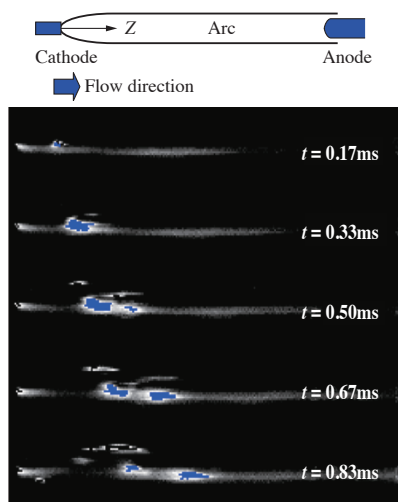 Z Arc
Cathode Anode
Flow direction
t = 0.17ms
t = 0.33ms
t = 0.50ms
t = 0.67ms
t = 0.83ms